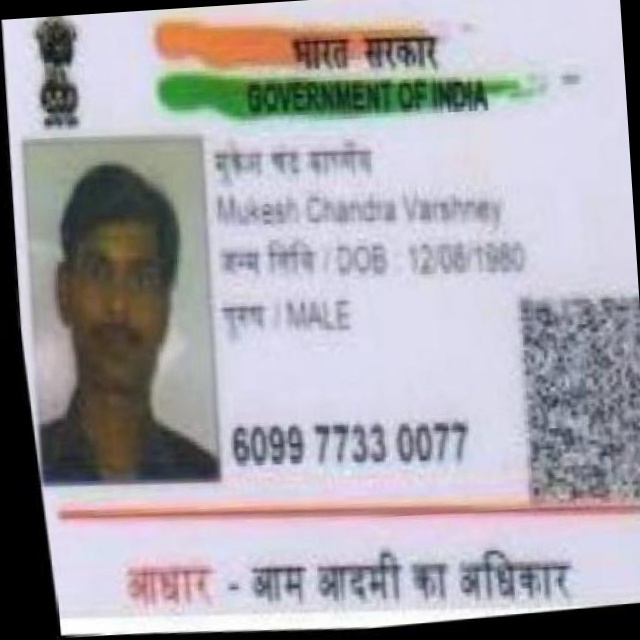 भारत सरकार
GOVERNMENT OF INDIA
मुकेश चंद
Mukesh Chandra Varshney
जन्म तिथि / DOB : 12/08/1980
पुरुष / MALE
6099 7733 0077
आधार - आम आदमी का अधिकार